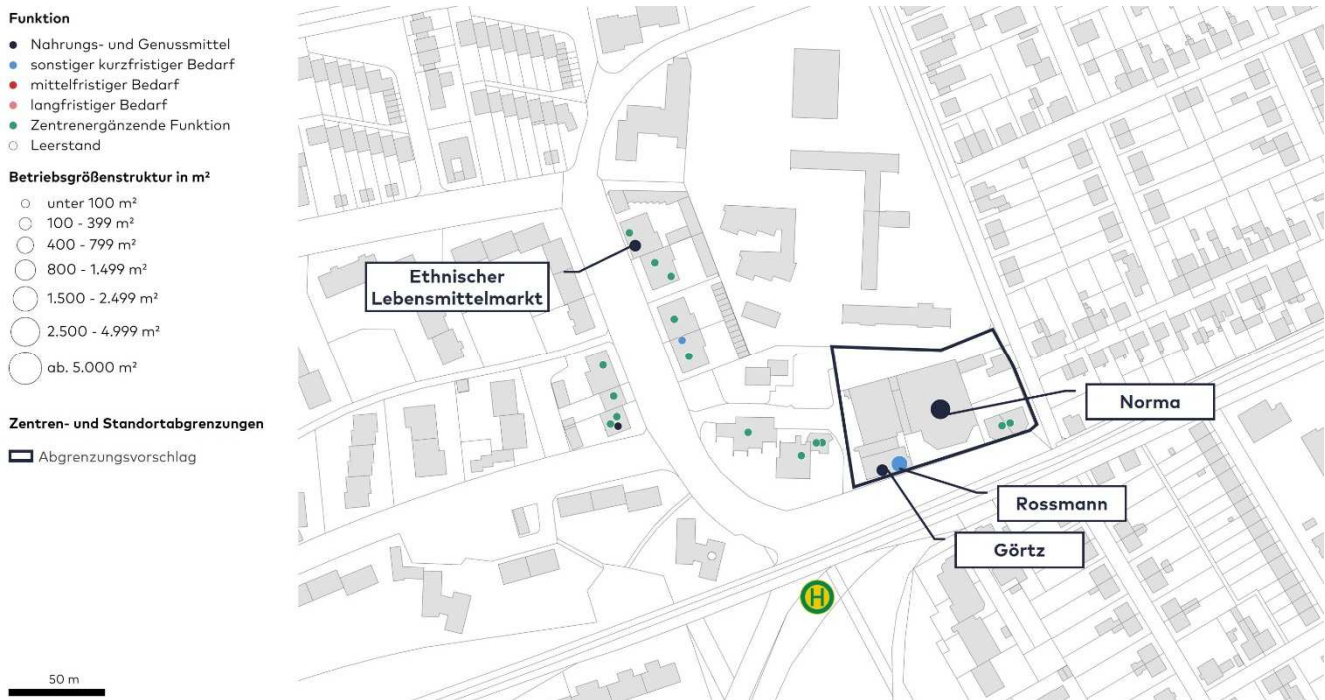 Funktion
Nahrungs- und Genussmittel
sonstiger kurzfristiger Bedarf
mittelfristiger Bedarf
langfristiger Bedarf
Zentrenergänzende Funktion
Leerstand
Betriebsgrößenstruktur in m²
unter 100 m²
100 - 399 m²
400 - 799 m²
800 - 1.499 m²
1.500 - 2.499 m²
2.500 - 4.999 m²
ab. 5.000 m²
Zentren- und Standortabgrenzungen
Abgrenzungsvorschlag
50 m
Ethnischer
Lebensmittelmarkt
Norma
Rossmann
Görtz
H